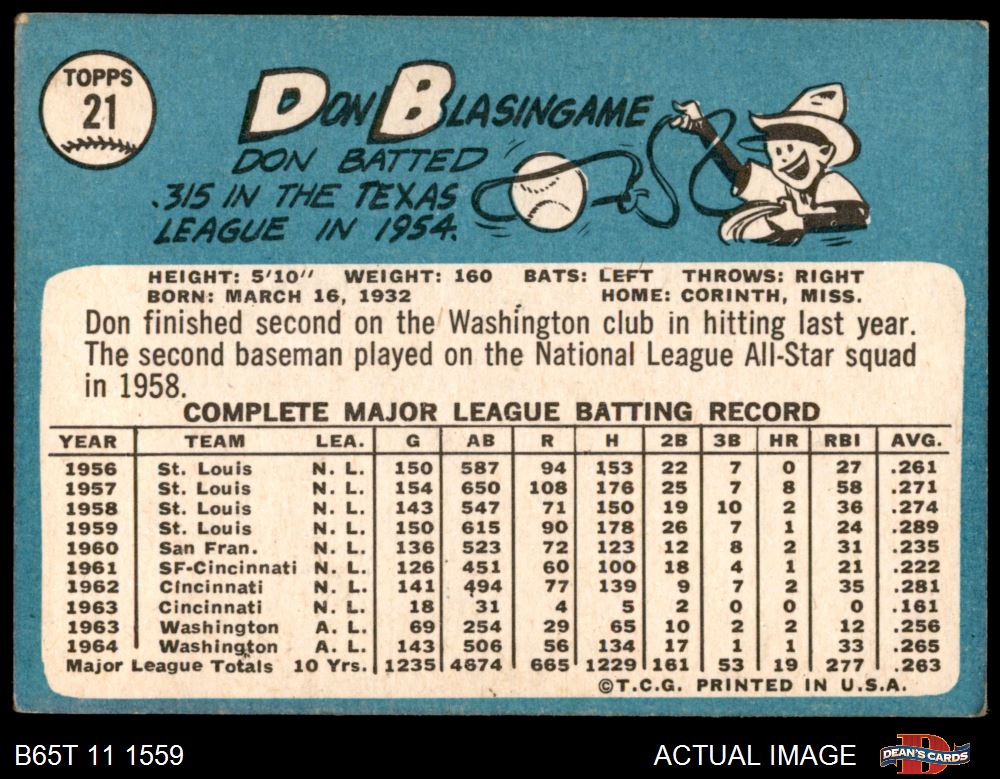 TOPPS
21
DON BLASINGAME
DON BATTED
.315 IN THE TEXAS
LEAGUE IN 1954.
HEIGHT: 5'10" WEIGHT: 160 BATS: LEFT THROWS: RIGHT
BORN: MARCH 16, 1932 HOME: CORINTH, MISS.
Don finished second on the Washington club in hitting last year.
The second baseman played on the National League All-Star squad
in 1958.
COMPLETE MAJOR LEAGUE BATTING RECORD
YEAR TEAM LEA. G AB R H 2B 3B HR RBI AVG.
1956 St. Louis N. L. 150 587 94 153 22 7 0 27 .261
1957 St. Louis N. L. 154 650 108 176 25 7 8 58 .271
1958 St. Louis N. L. 143 547 71 150 19 10 2 36 .274
1959 St. Louis N. L. 150 615 90 178 26 7 1 24 .289
1960 San Fran. N. L. 136 523 72 123 12 8 2 31 .235
1961 SF-Cincinnati N. L. 126 451 60 100 18 4 1 21 .222
1962 Cincinnati N. L. 141 494 77 139 9 7 2 35 .281
1963 Cincinnati N. L. 18 31 4 5 2 0 0 0 .161
1963 Washington A. L. 69 254 29 65 10 2 2 12 .256
1964 Washington A. L. 143 506 56 134 17 1 1 33 .265
Major League Totals 10 Yrs. 1235 4674 665 1229 161 53 19 277 .263
©T.C.G. PRINTED IN U.S.A.
B65T 11 1559 ACTUAL IMAGE DEAN'S CARDS